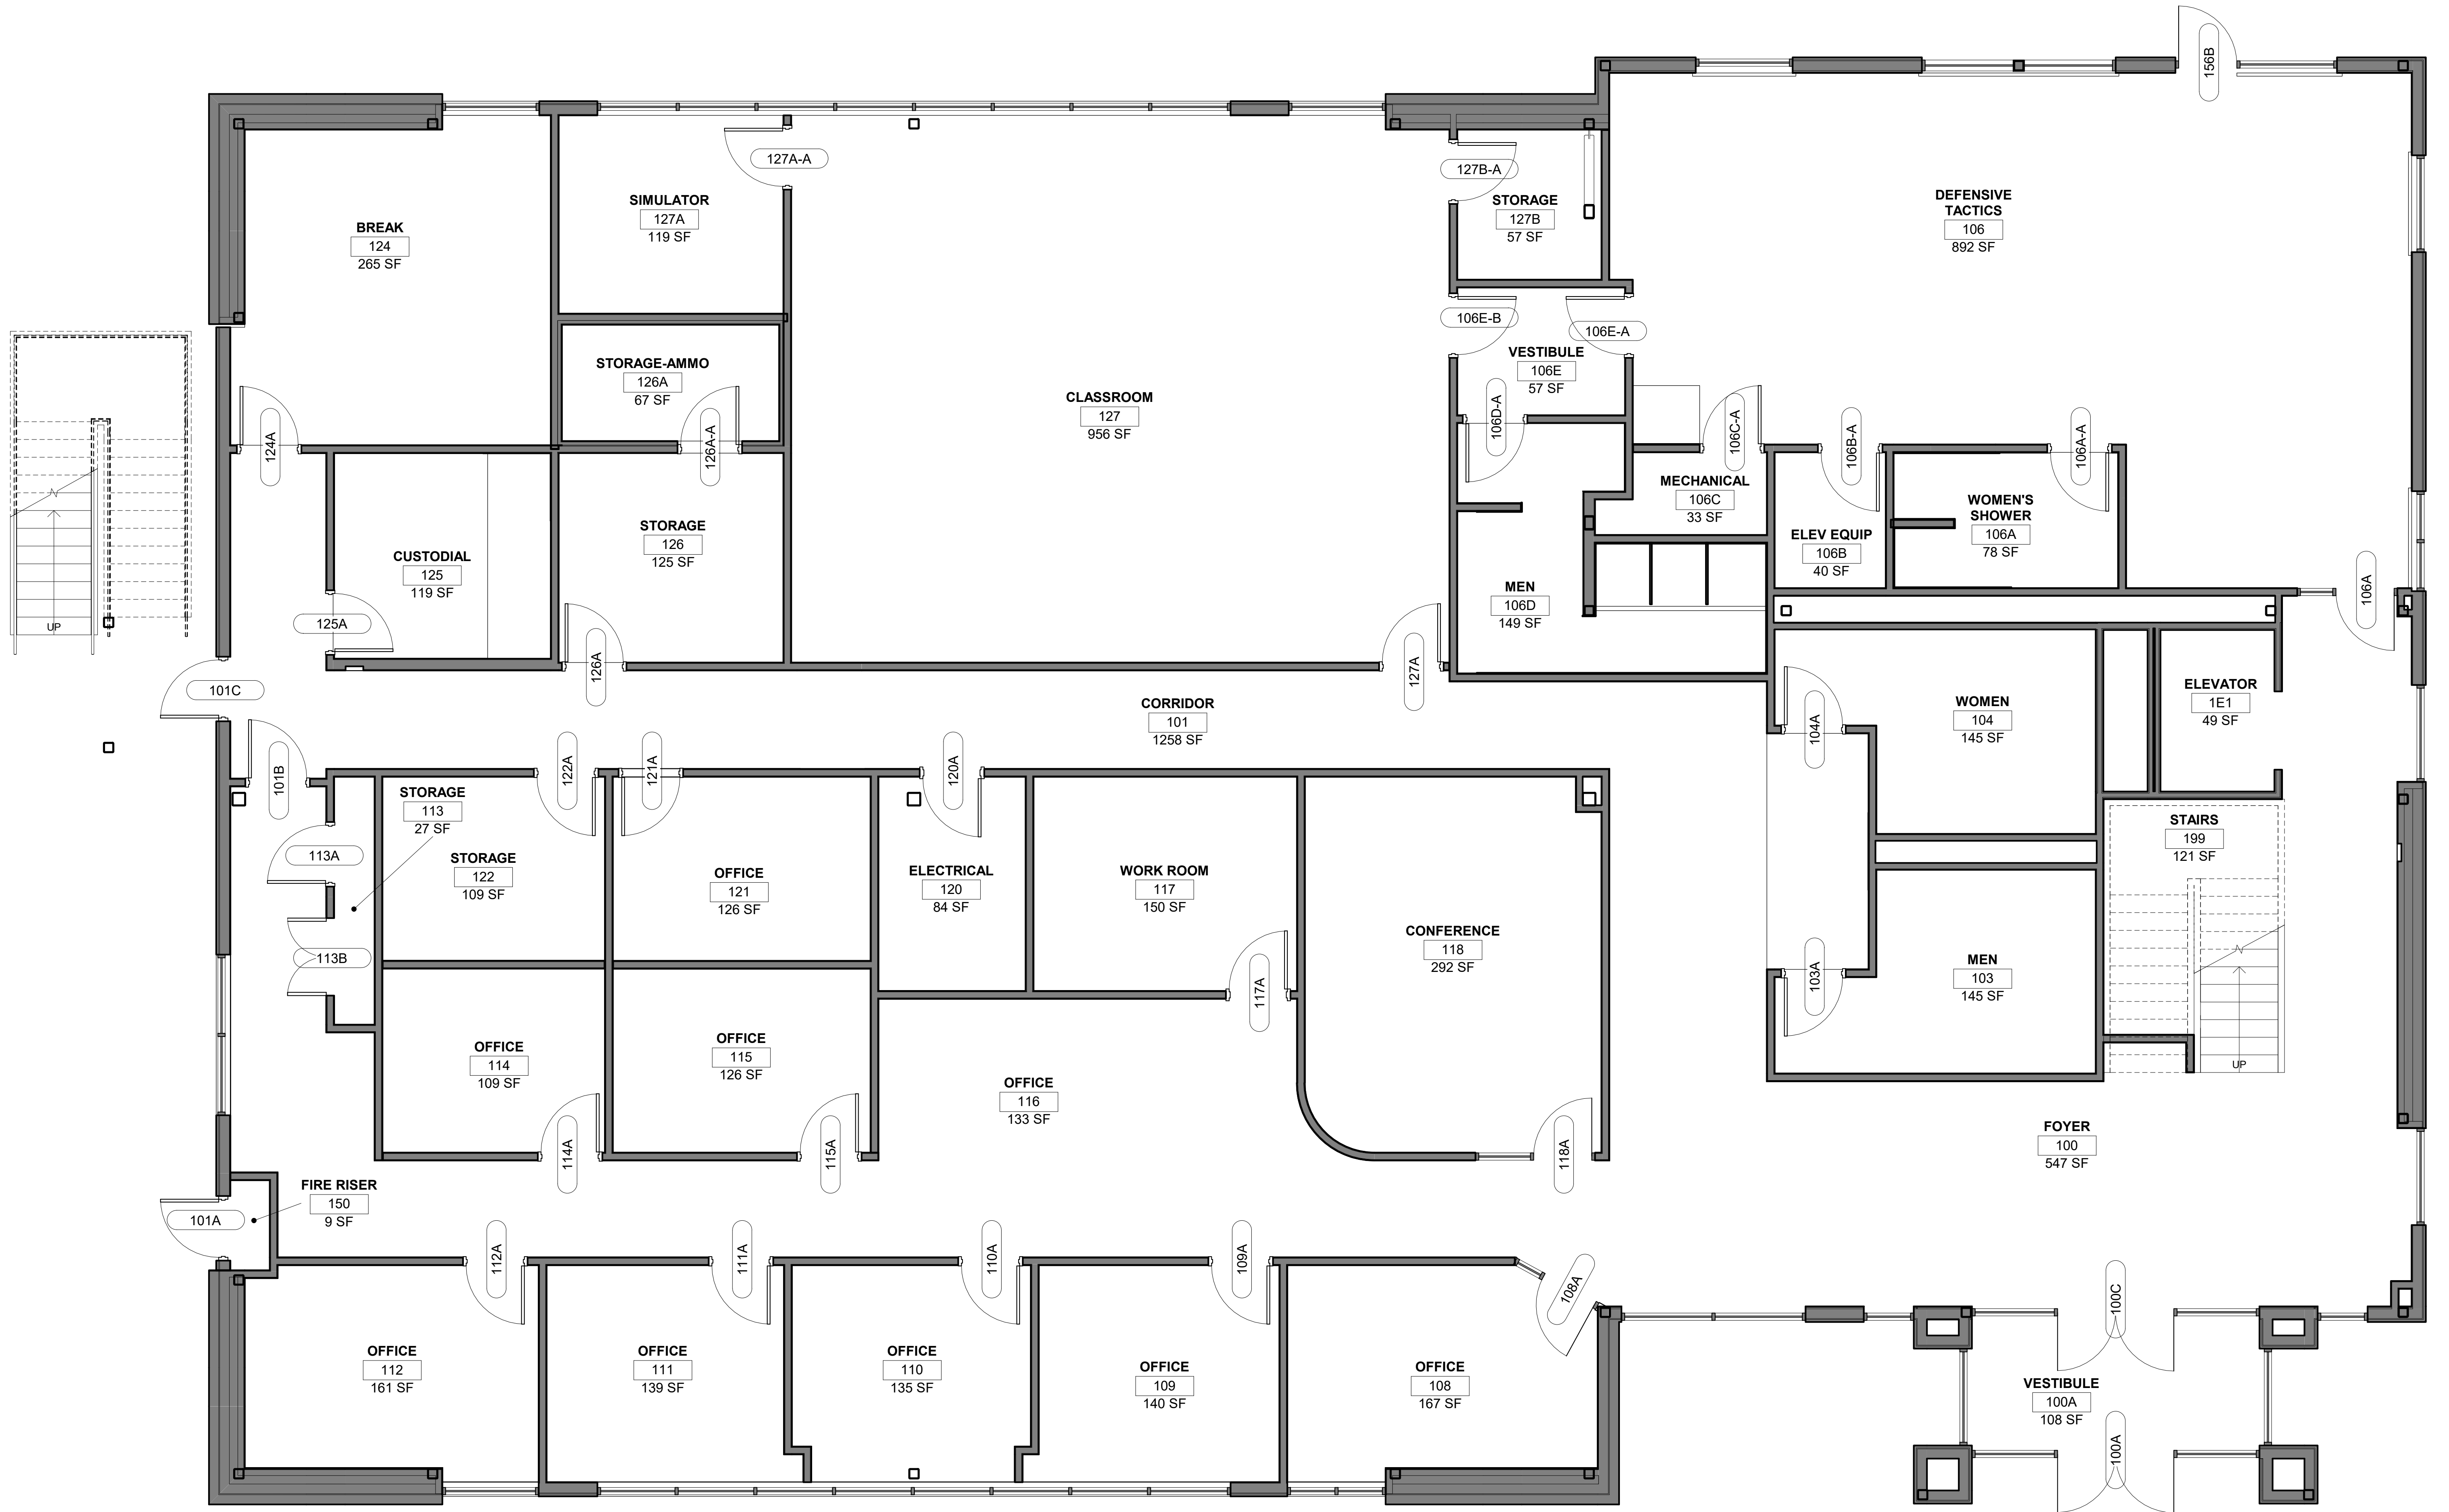 156B
127A-A
127B-A
SIMULATOR
127A
119 SF
STORAGE
127B
57 SF
DEFENSIVE
TACTICS
106
892 SF
BREAK
124
265 SF
106E-B
106E-A
STORAGE-AMMO
126A
67 SF
VESTIBULE
106E
57 SF
CLASSROOM
127
956 SF
124A
126A-A
106D-A
106C-A
106B-A
106A-A
MECHANICAL
106C
33 SF
WOMEN'S
SHOWER
106A
78 SF
STORAGE
126
125 SF
ELEV EQUIP
106B
40 SF
CUSTODIAL
125
119 SF
MEN
106D
149 SF
106A
UP
125A
126A
127A
101C
CORRIDOR
101
1258 SF
104A
WOMEN
104
145 SF
ELEVATOR
1E1
49 SF
101B
122A
121A
120A
STORAGE
113
27 SF
STAIRS
199
121 SF
113A
STORAGE
122
109 SF
OFFICE
121
126 SF
ELECTRICAL
120
84 SF
WORK ROOM
117
150 SF
CONFERENCE
118
292 SF
113B
117A
103A
MEN
103
145 SF
OFFICE
114
109 SF
OFFICE
115
126 SF
OFFICE
116
133 SF
UP
114A
115A
118A
FOYER
100
547 SF
FIRE RISER
150
9 SF
101A
112A
111A
110A
109A
108A
100C
OFFICE
112
161 SF
OFFICE
111
139 SF
OFFICE
110
135 SF
OFFICE
109
140 SF
OFFICE
108
167 SF
VESTIBULE
100A
108 SF
100A